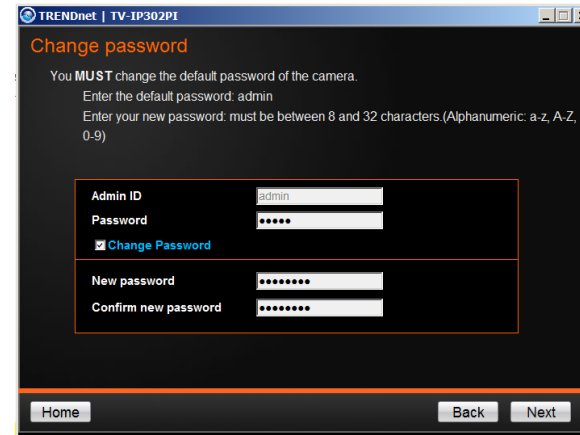 TRENDnet | TV-IP302PI
Change password
You MUST change the default password of the camera.
Enter the default password: admin
Enter your new password: must be between 8 and 32 characters.(Alphanumeric: a-z, A-Z,
0-9)
Admin ID admin
Password •••••
Change Password
New password ••••••••
Confirm new password ••••••••
Home Back Next